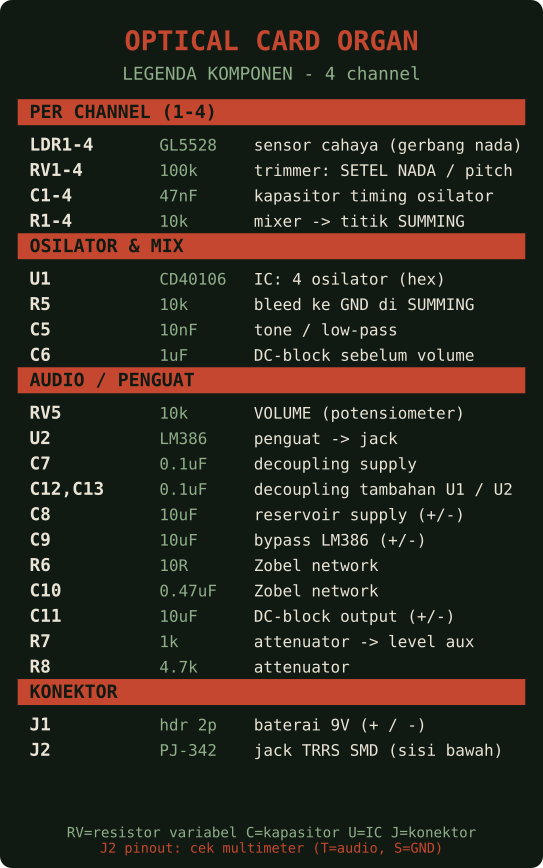 OPTICAL CARD ORGAN
LEGENDA KOMPONEN - 4 channel
PER CHANNEL (1-4)
LDR1-4 GL5528 sensor cahaya (gerbang nada)
RV1-4 100k trimmer: SETEL NADA / pitch
C1-4 47nF kapasitor timing osilator
R1-4 10k mixer -> titik SUMMING
OSILATOR & MIX
U1 CD40106 IC: 4 osilator (hex)
R5 10k bleed ke GND di SUMMING
C5 10nF tone / low-pass
C6 1uF DC-block sebelum volume
AUDIO / PENGUAT
RV5 10k VOLUME (potensiometer)
U2 LM386 penguat -> jack
C7 0.1uF decoupling supply
C12,C13 0.1uF decoupling tambahan U1 / U2
C8 10uF reservoir supply (+/-)
C9 10uF bypass LM386 (+/-)
R6 10R Zobel network
C10 0.47uF Zobel network
C11 10uF DC-block output (+/-)
R7 1k attenuator -> level aux
R8 4.7k attenuator
KONEKTOR
J1 hdr 2p baterai 9V (+ / -)
J2 PJ-342 jack TRRS SMD (sisi bawah)
RV=resistor variabel C=kapasitor U=IC J=konektor
J2 pinout: cek multimeter (T=audio, S=GND)